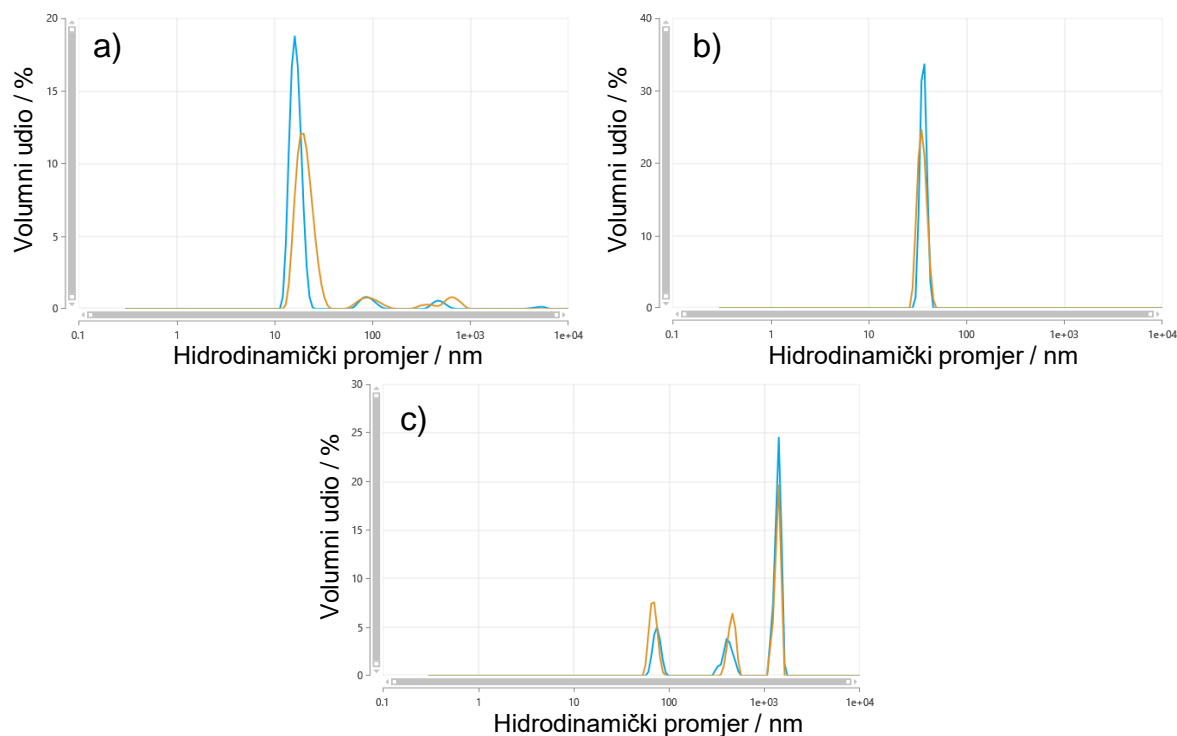 a)
Volumni udio / %
20
15
10
5
0
0.1 1 10 100 1e+03 1e+04
Hidrodinamički promjer / nm
b)
Volumni udio / %
40
30
20
10
0
0.1 1 10 100 1e+03 1e+04
Hidrodinamički promjer / nm
c)
Volumni udio / %
30
25
20
15
10
5
0
0.1 1 10 100 1e+03 1e+04
Hidrodinamički promjer / nm